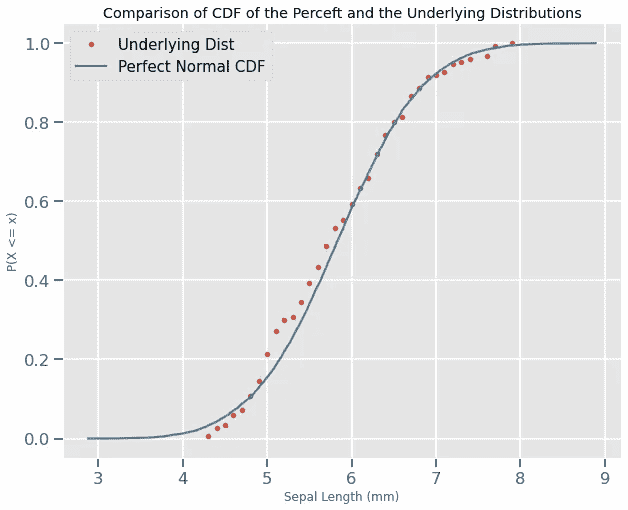 Comparison of CDF of the Perceft and the Underlying Distributions
Underlying Dist
Perfect Normal CDF
P(X <= x)
1.0
0.8
0.6
0.4
0.2
0.0
3 4 5 6 7 8 9
Sepal Length (mm)